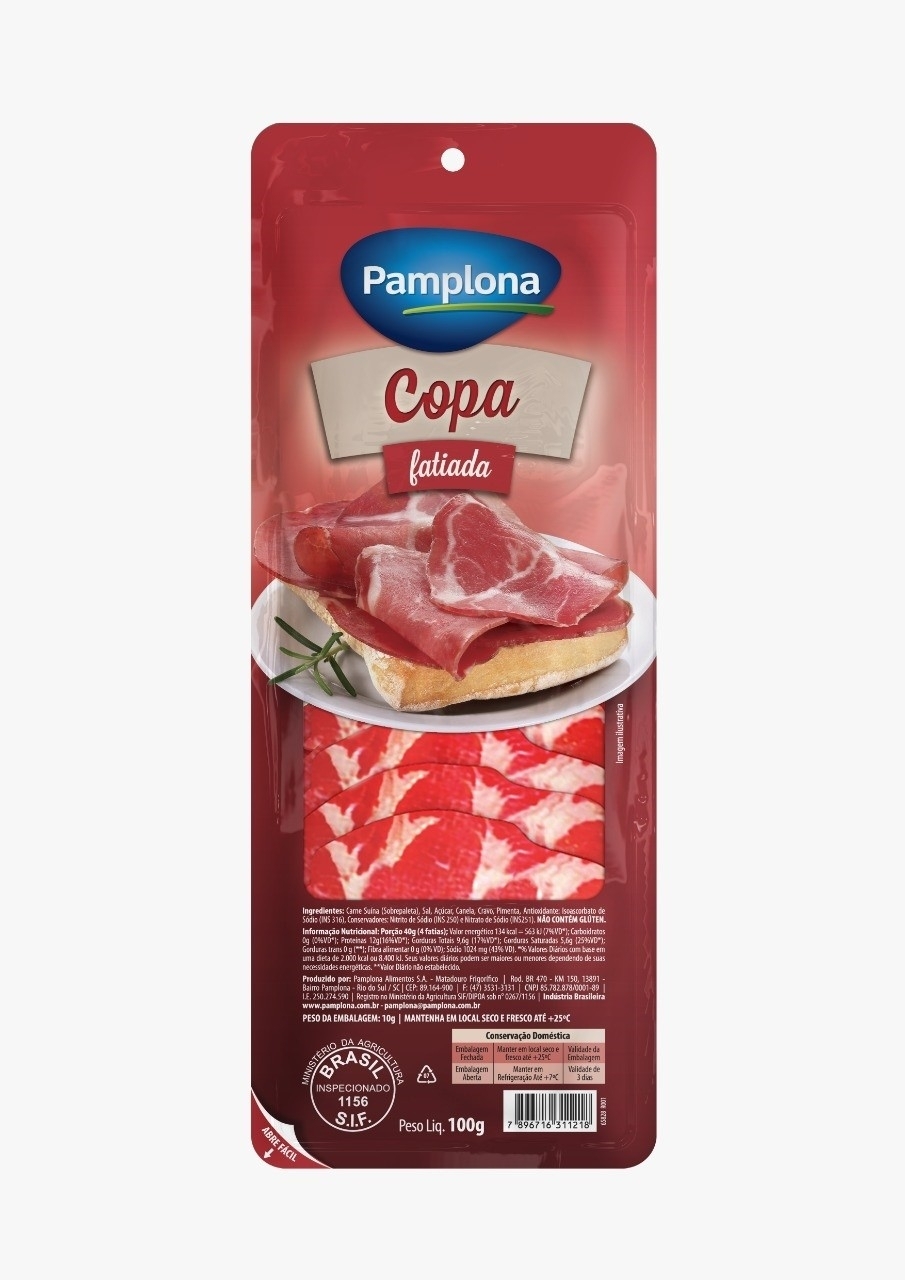 Pamplona
Copa
fatiada
Imagem ilustrativa
Ingredientes: Carne Suína (Sobrepaleta), Sal, Açúcar, Canela, Cravo, Pimenta, Antioxidante: Isoascorbato de
Sódio (INS 316), Conservadores: Nitrito de Sódio (INS 250) e Nitrato de Sódio (INS251). NÃO CONTÉM GLÚTEN.
Informação Nutricional: Porção 40g (4 fatias); Valor energético 134 kcal = 563 kJ (7%VD*); Carboidratos
0g (0%VD*); Proteínas 12g(16%VD*); Gorduras Totais 9,6g (17%VD*); Gorduras Saturadas 5,6g (25%VD*);
Gorduras trans 0 g (**); Fibra alimentar 0 g (0% VD); Sódio 1024 mg (43% VD). *% Valores Diários com base em
uma dieta de 2.000 kcal ou 8.400 kJ. Seus valores diários podem ser maiores ou menores dependendo de suas
necessidades energéticas. **Valor Diário não estabelecido.
Produzido por: Pamplona Alimentos S.A. - Matadouro Frigorífico | Rod. BR 470 - KM 150, 13891 -
Bairro Pamplona - Rio do Sul / SC | CEP: 89.164-900 | F: (47) 3531-3131 | CNPJ 85.782.878/0001-89 |
I.E. 250.274.590 | Registro no Ministério da Agricultura SIF/DIPOA sob n° 0267/1156 | Indústria Brasileira
www.pamplona.com.br - pamplona@pamplona.com.br
PESO DA EMBALAGEM: 10g | MANTENHA EM LOCAL SECO E FRESCO ATÉ +25ºC
Conservação Doméstica
Embalagem Fechada Manter em local seco e fresco até +25ºC Validade da Embalagem
Embalagem Aberta Manter em Refrigeração Até +7ºC Validade de 3 dias
MINISTÉRIO DA AGRICULTURA
BRASIL
INSPECIONADO
1156
S.I.F.
07
Peso Liq. 100g
7 896716 311218
65828 R001
ABRE FÁCIL